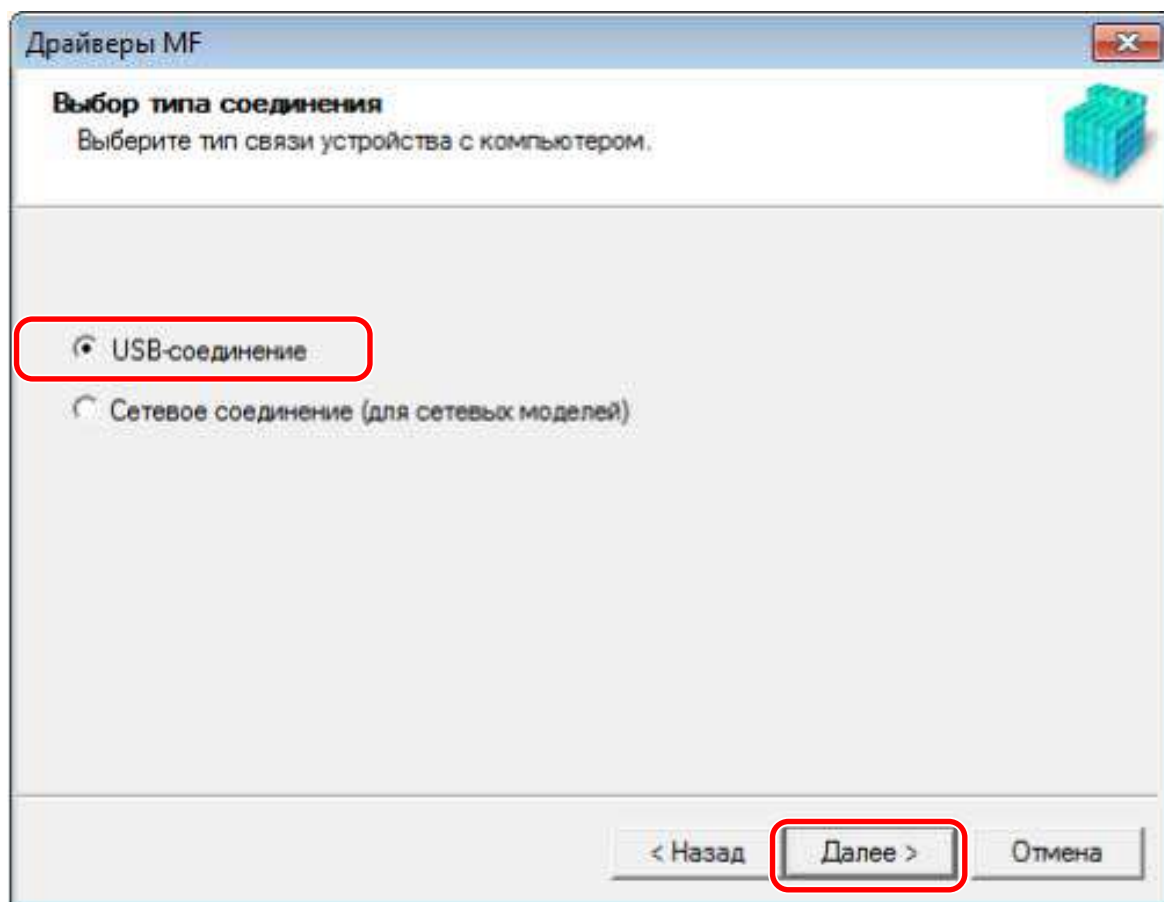 Драйверы MF
Выбор типа соединения
Выберите тип связи устройства с компьютером.
USB-соединение
Сетевое соединение (для сетевых моделей)
< Назад
Далее >
Отмена